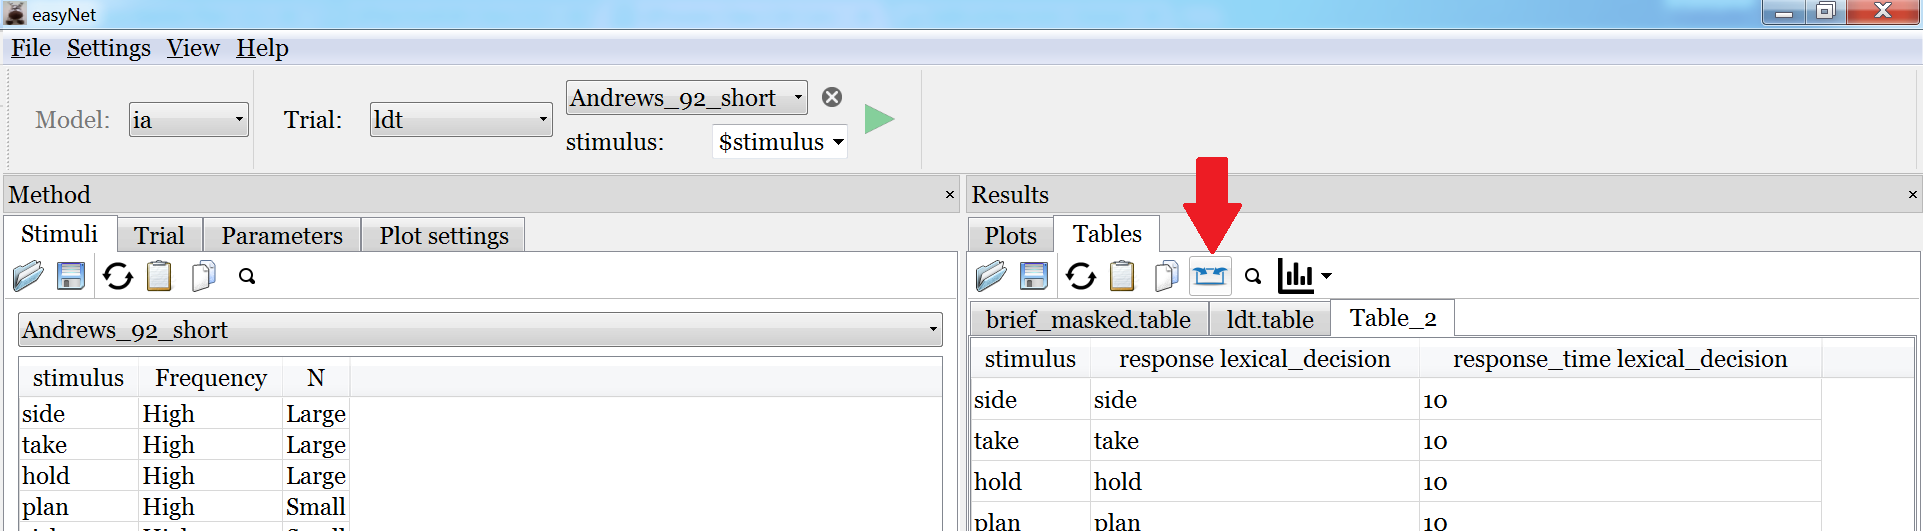 easyNet
File Settings View Help
Model: ia Trial: ldt Andrews_92_short
stimulus: $stimulus
Method
Results
Stimuli Trial Parameters Plot settings
Plots Tables
Andrews_92_short
brief_masked.table ldt.table Table_2
stimulus Frequency N
side High Large
take High Large
hold High Large
plan High Small
stimulus response lexical_decision response_time lexical_decision
side side 10
take take 10
hold hold 10
plan plan 10